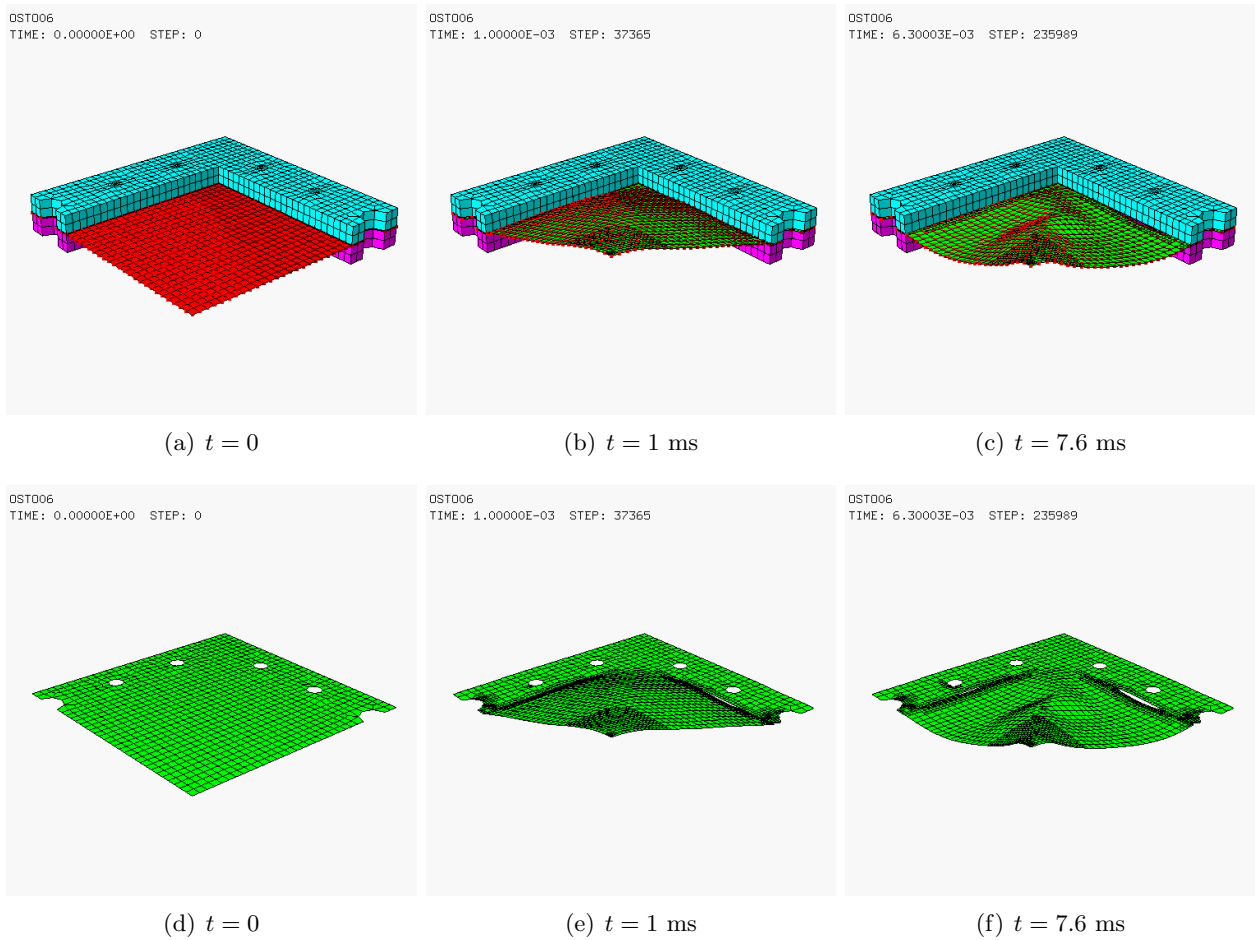 OST006
TIME: 0.00000E+00 STEP: 0
OST006
TIME: 1.00000E-03 STEP: 37365
OST006
TIME: 6.30003E-03 STEP: 235989
(a) t = 0
(b) t = 1 ms
(c) t = 7.6 ms
OST006
TIME: 0.00000E+00 STEP: 0
OST006
TIME: 1.00000E-03 STEP: 37365
OST006
TIME: 6.30003E-03 STEP: 235989
(d) t = 0
(e) t = 1 ms
(f) t = 7.6 ms